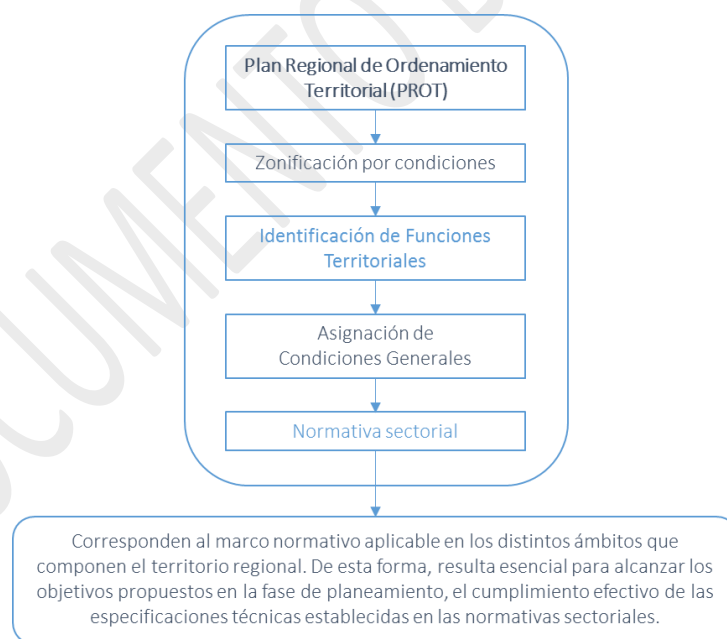 Plan Regional de Ordenamiento
Territorial (PROT)
Zonificación por condiciones
Identificación de Funciones
Territoriales
Asignación de
Condiciones Generales
Normativa sectorial
Corresponden al marco normativo aplicable en los distintos ámbitos que
componen el territorio regional. De esta forma, resulta esencial para alcanzar los
objetivos propuestos en la fase de planeamiento, el cumplimiento efectivo de las
especificaciones técnicas establecidas en las normativas sectoriales.